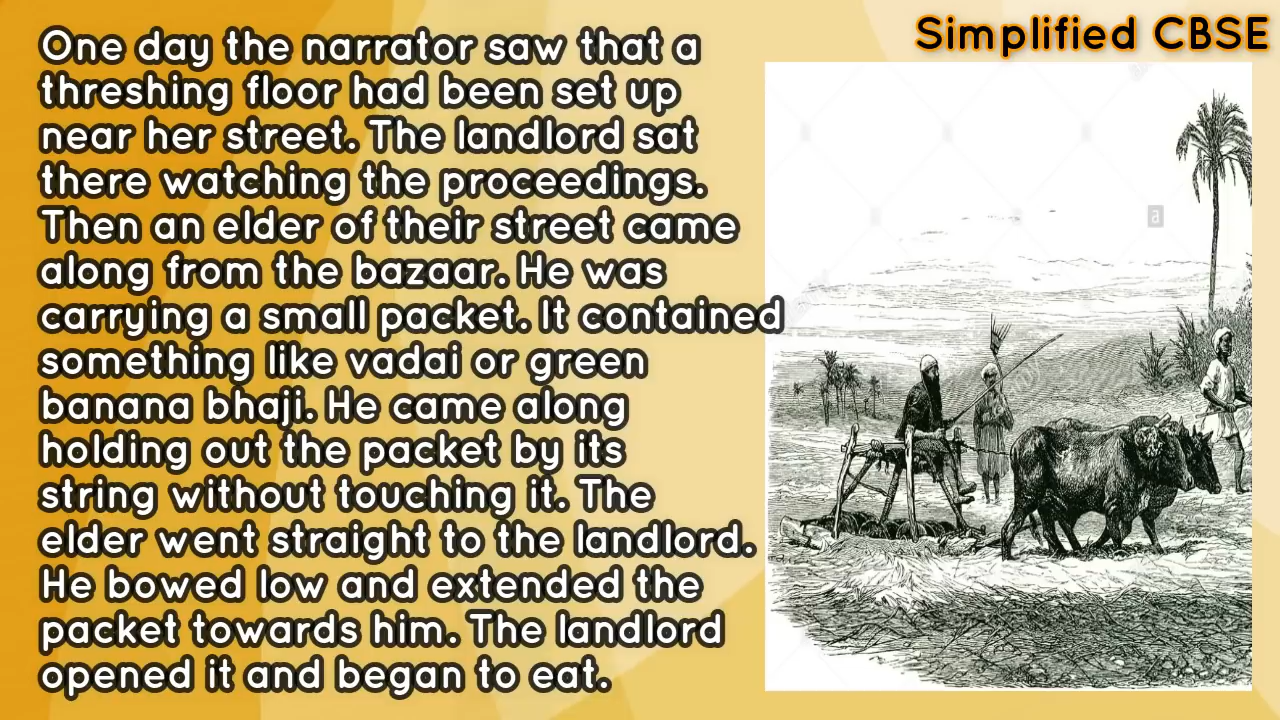 Simplified CBSE
One day the narrator saw that a
threshing floor had been set up
near her street. The landlord sat
there watching the proceedings.
Then an elder of their street came
along from the bazaar. He was
carrying a small packet. It contained
something like vadai or green
banana bhaji. He came along
holding out the packet by its
string without touching it. The
elder went straight to the landlord.
He bowed low and extended the
packet towards him. The landlord
opened it and began to eat.
a